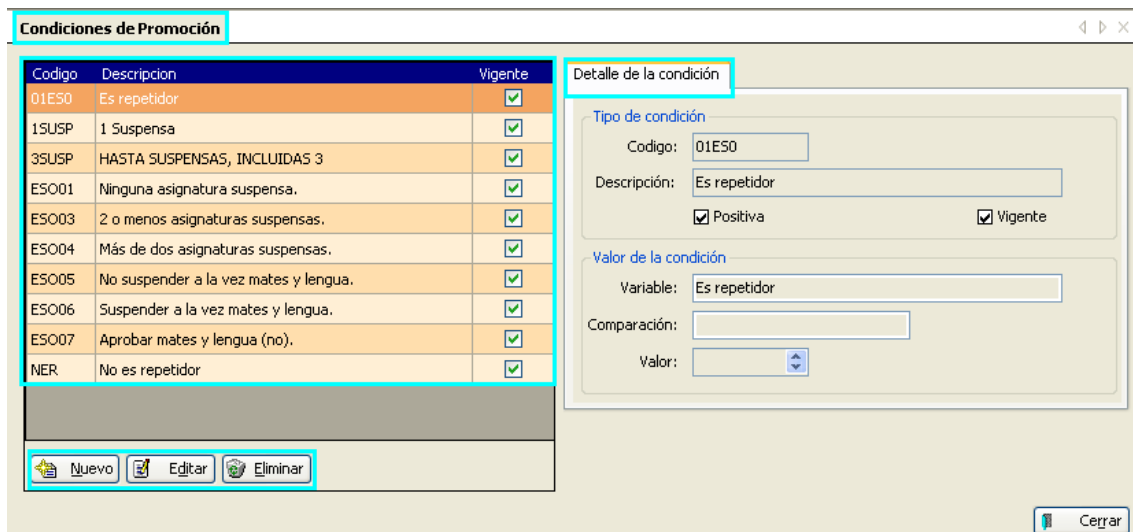 Condiciones de Promoción
Codigo Descripcion Vigente
01ES0 Es repetidor
1SUSP 1 Suspensa
3SUSP HASTA SUSPENSAS, INCLUIDAS 3
ESO01 Ninguna asignatura suspensa.
ESO03 2 o menos asignaturas suspensas.
ESO04 Más de dos asignaturas suspensas.
ESO05 No suspender a la vez mates y lengua.
ESO06 Suspender a la vez mates y lengua.
ESO07 Aprobar mates y lengua (no).
NER No es repetidor
Nuevo Editar Eliminar
Detalle de la condición
Tipo de condición
Codigo: 01ES0
Descripción: Es repetidor
Positiva Vigente
Valor de la condición
Variable: Es repetidor
Comparación:
Valor:
Cerrar